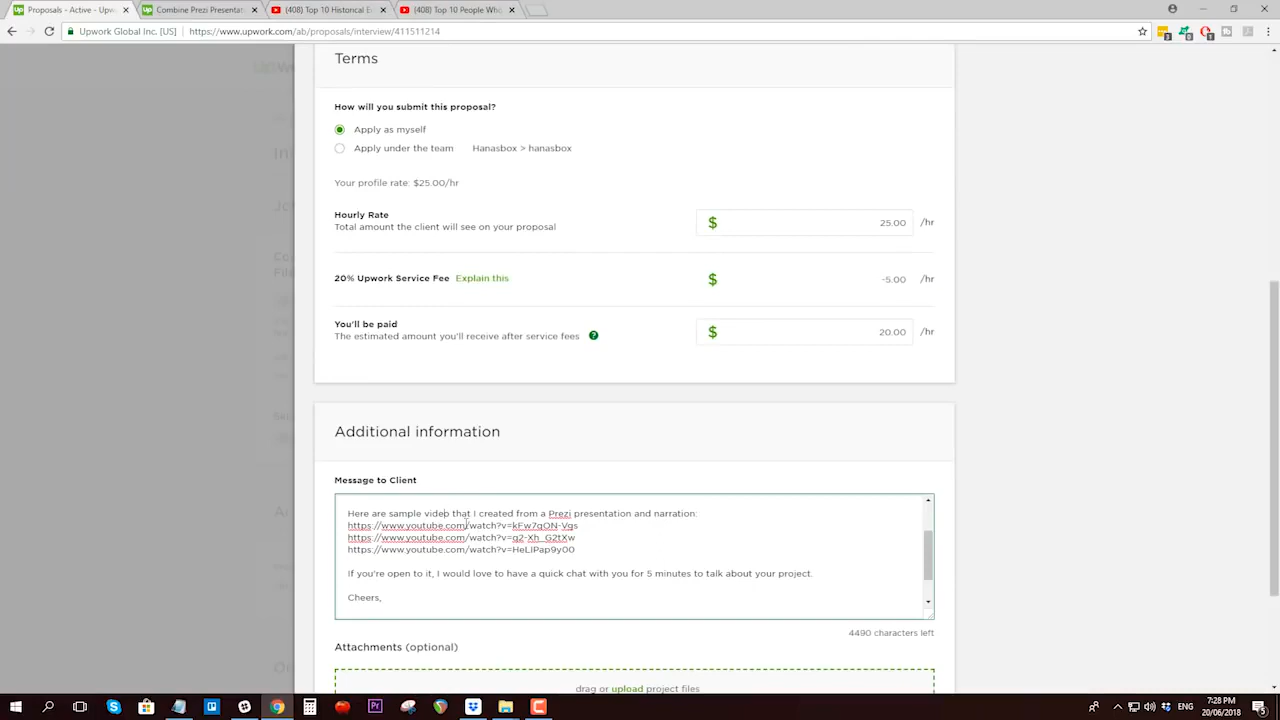 Proposals - Active - Upwork
Combine Prezi Presentat
(408) Top 10 Historical E
(408) Top 10 People Who
Upwork Global Inc. [US] | https://www.upwork.com/ab/proposals/interview/411511214
Terms
How will you submit this proposal?
Apply as myself
Apply under the team Hanasbox > hanasbox
Your profile rate: $25.00/hr
Hourly Rate
Total amount the client will see on your proposal
$ 25.00 /hr
20% Upwork Service Fee Explain this
$ -5.00 /hr
You'll be paid
The estimated amount you'll receive after service fees ?
$ 20.00 /hr
Additional information
Message to Client
Here are sample video that I created from a Prezi presentation and narration:
https://www.youtube.com/watch?v=kFw7qON-Vgs
https://www.youtube.com/watch?v=q2-Xh_G2tXw
https://www.youtube.com/watch?v=HeLIPap9y00
If you're open to it, I would love to have a quick chat with you for 5 minutes to talk about your project.
Cheers,
4490 characters left
Attachments (optional)
drag or upload project files
7:28 PM
ENG
20/06/2018